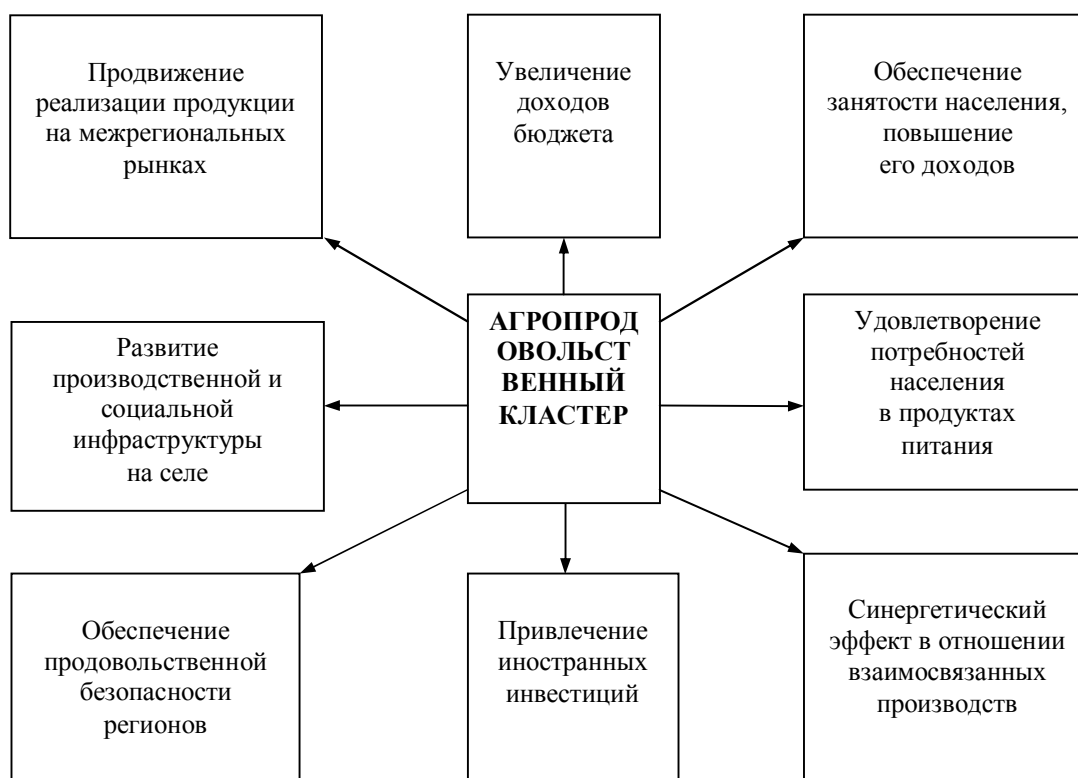 Продвижение
реализации продукции
на межрегиональных
рынках
Увеличение
доходов
бюджета
Обеспечение
занятости населения,
повышение
его доходов
Развитие
производственной и
социальной
инфраструктуры
на селе
АГРОПРОД
ОВОЛЬСТ
ВЕННЫЙ
КЛАСТЕР
Удовлетворение
потребностей
населения
в продуктах
питания
Обеспечение
продовольственной
безопасности
регионов
Привлечение
иностранных
инвестиций
Синергетический
эффект в отношении
взаимосвязанных
производств